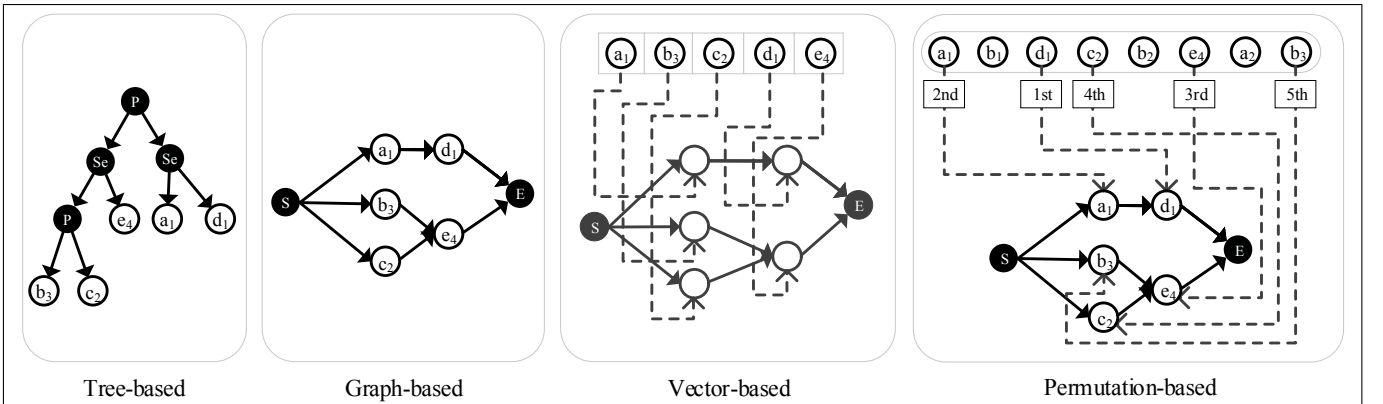 P
Se
Se
P
e4
a1
d1
b3
c2
Tree-based
S
a1
d1
b3
e4
c2
E
Graph-based
a1 b3 c2 d1 e4
S
E
Vector-based
a1 b1 d1 c2 b2 e4 a2 b3
2nd 1st 4th 3rd 5th
a1
d1
S
E
b3
e4
c2
Permutation-based